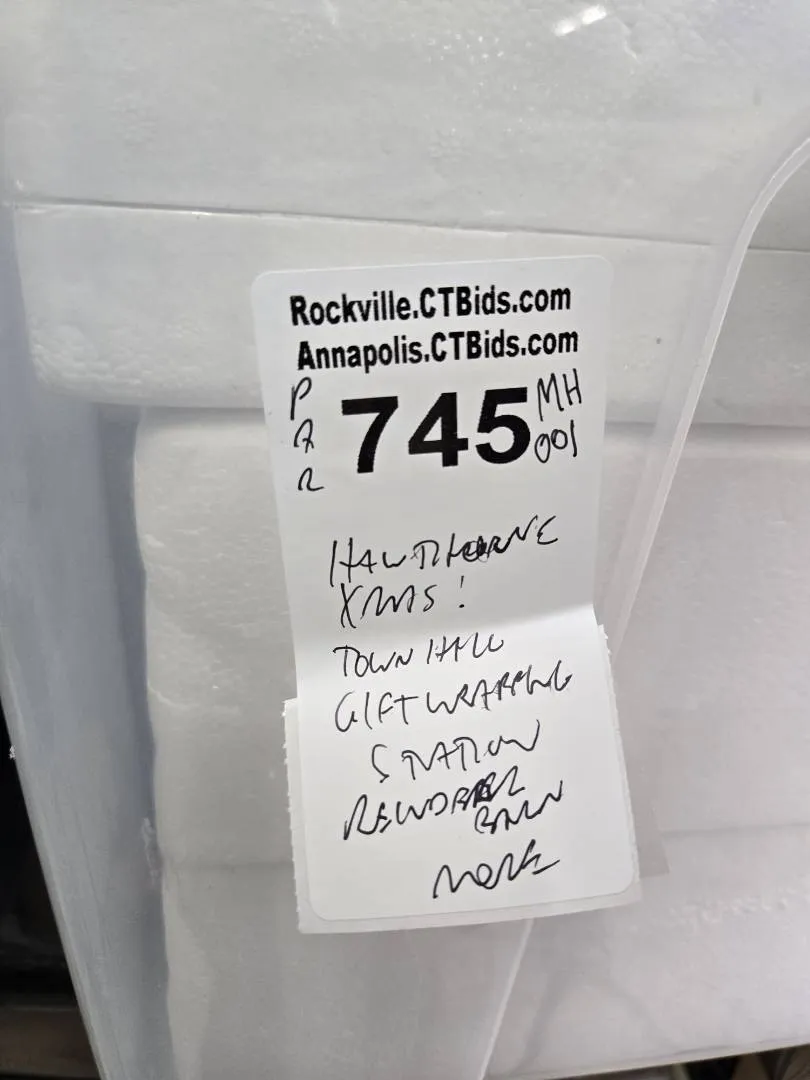 Rockville.CTBids.com
Annapolis.CTBids.com
PAR 745 MH
001
HAWTHORNE
XMAS!
TOWN HALL
GIFT WRAPPING
STATION
REINDEER
BARN
MORE